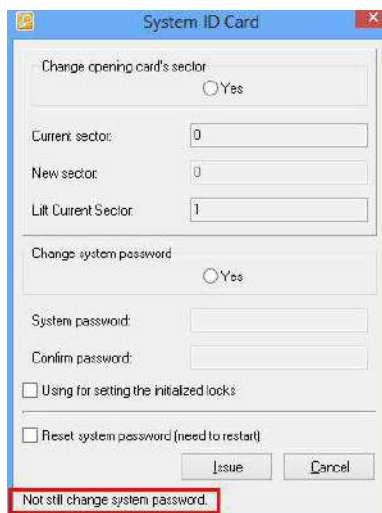 System ID Card
Change opening card's sector
Yes
Current sector: 0
New sector: 0
Lift Current Sector: 1
Change system password
Yes
System password:
Confirm password:
Using for setting the initialized locks
Reset system password (need to restart)
Issue Cancel
Not still change system password.